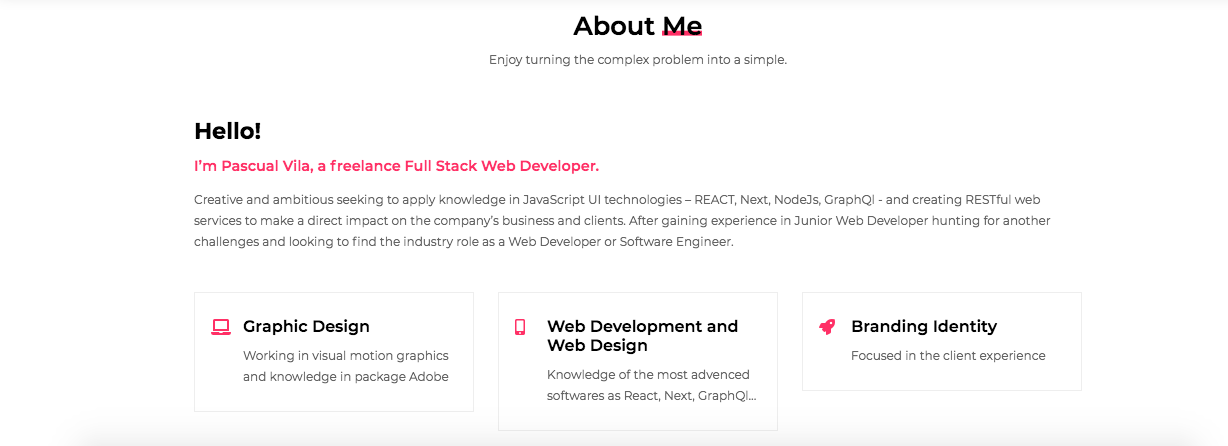 About Me
Enjoy turning the complex problem into a simple.
Hello!
I'm Pascual Vila, a freelance Full Stack Web Developer.
Creative and ambitious seeking to apply knowledge in JavaScript UI technologies – REACT, Next, NodeJs, GraphQl - and creating RESTful web
services to make a direct impact on the company's business and clients. After gaining experience in Junior Web Developer hunting for another
challenges and looking to find the industry role as a Web Developer or Software Engineer.
Graphic Design
Working in visual motion graphics
and knowledge in package Adobe
Web Development and
Web Design
Knowledge of the most advenced
softwares as React, Next, GraphQl...
Branding Identity
Focused in the client experience